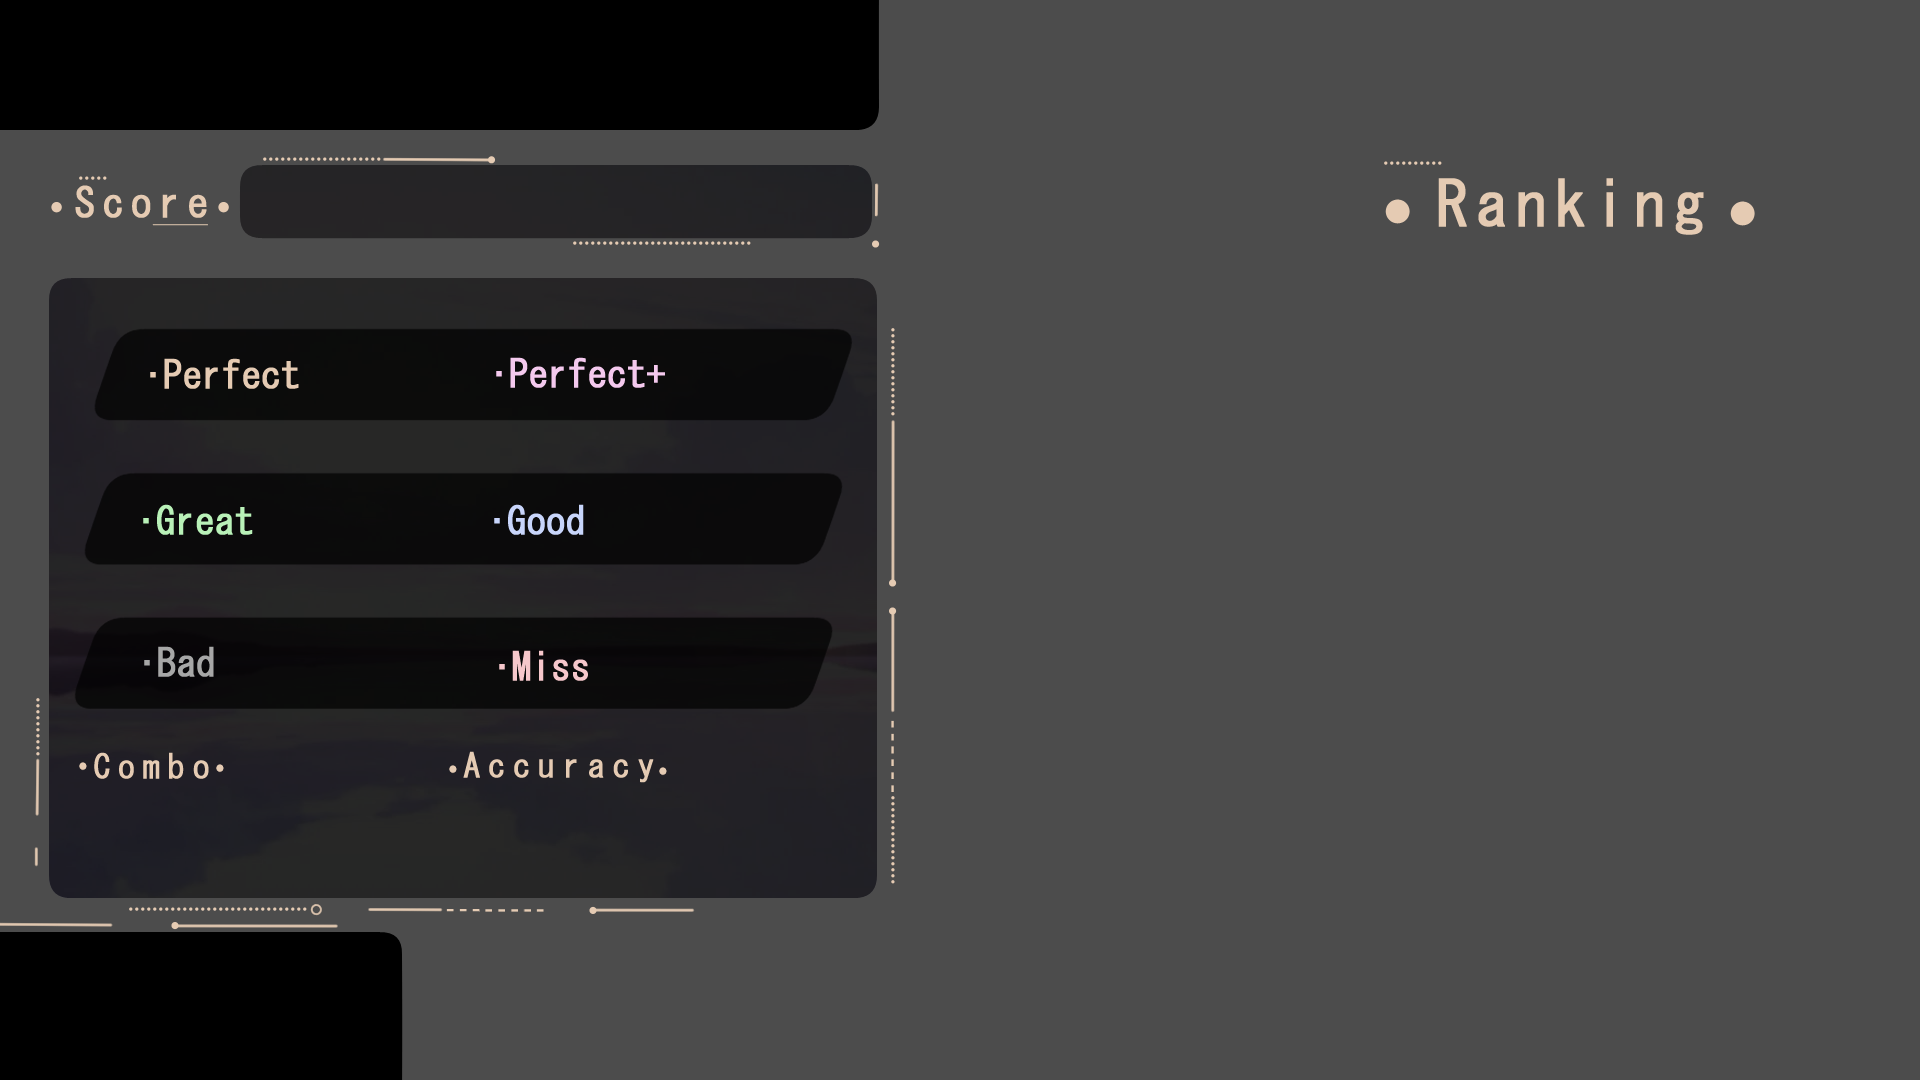 •Score•
• Ranking •
·Perfect ·Perfect+
·Great ·Good
·Bad ·Miss
•Combo• •Accuracy•